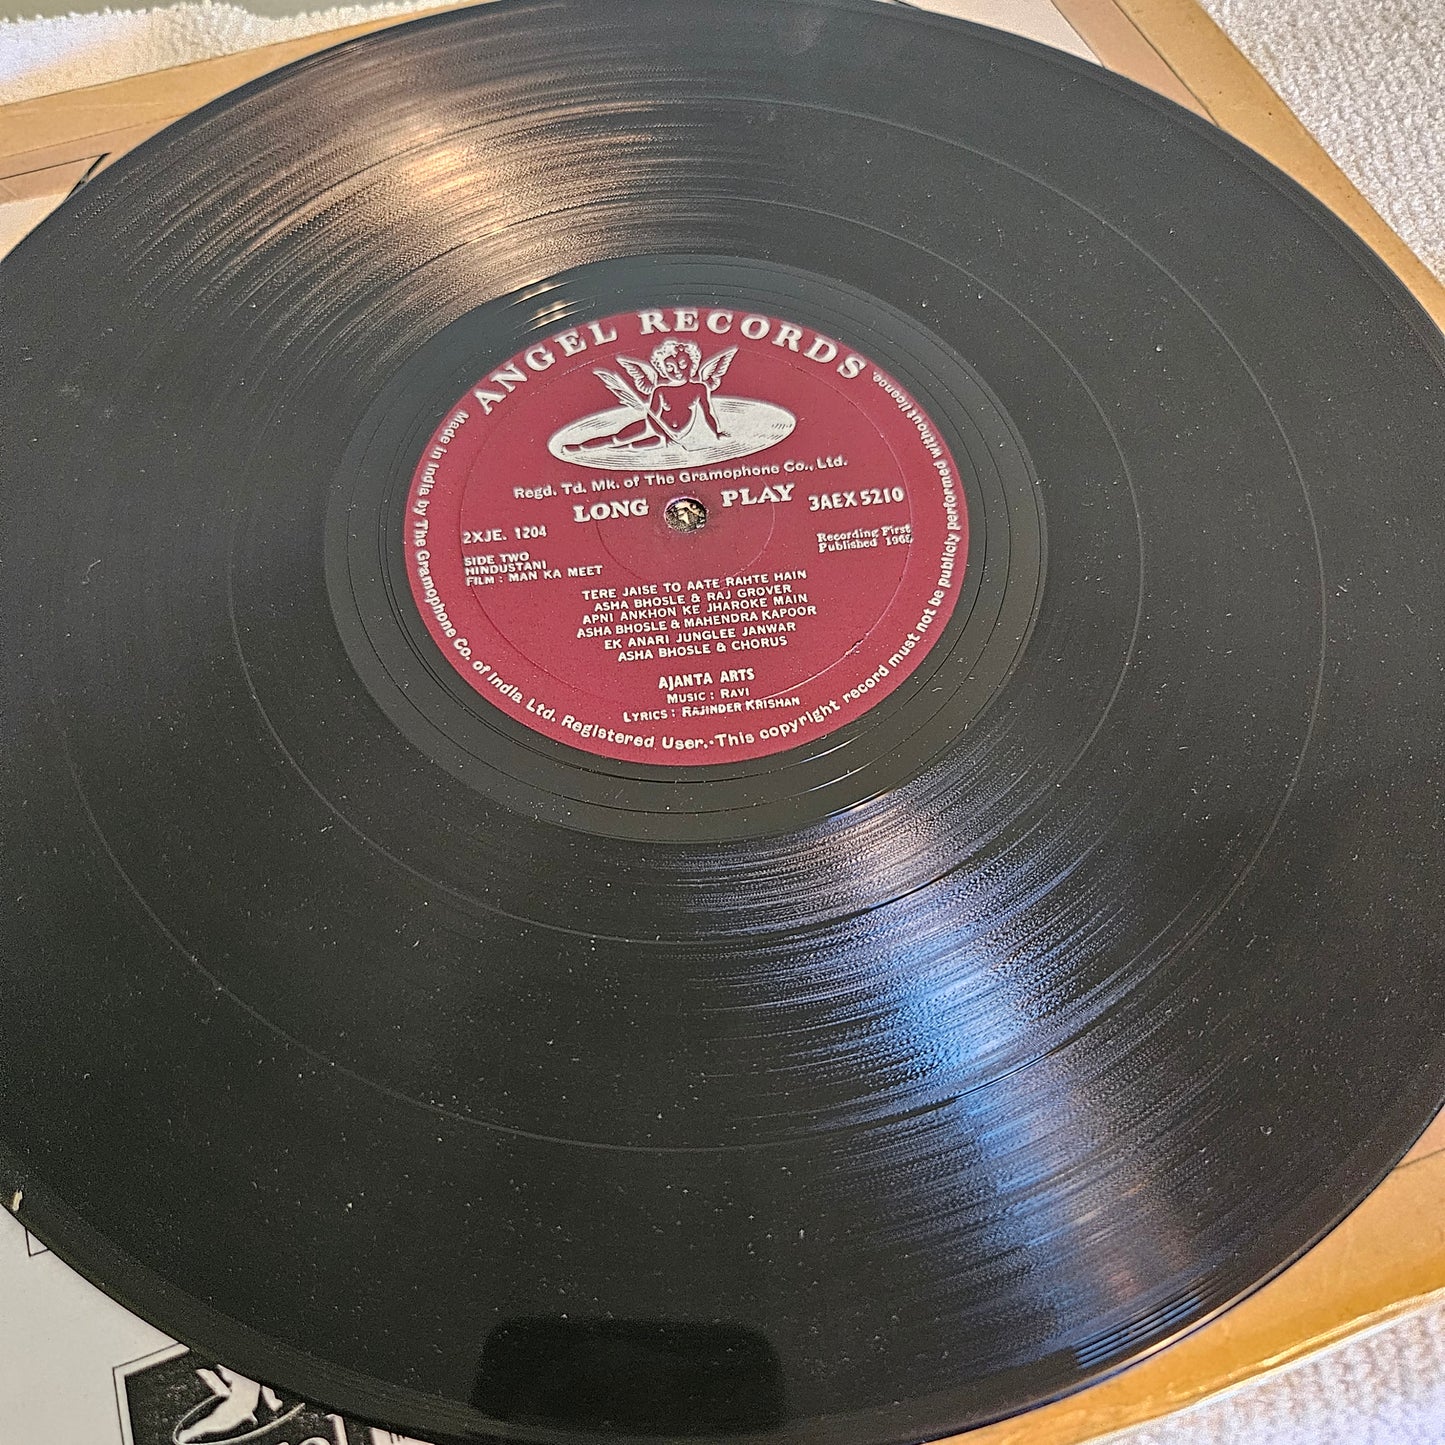 ANGEL RECORDS
Regd. Td. Mk. of The Gramophone Co., Ltd.
LONG PLAY
3AEX 5210
2XJE. 1204
Recording First
Published
SIDE TWO
HINDUSTANI
FILM : MAN KA MEET
TERE JAISE TO AATE RAHTE HAIN
ASHA BHOSLE & RAJ GROVER
APNI ANKHON KE JHAROKE MAIN
ASHA BHOSLE & MAHENDRA KAPOOR
EK ANARI JUNGLEE JANWAR
ASHA BHOSLE & CHORUS
AJANTA ARTS
MUSIC : RAVI
LYRICS : RAJINDER KRISHAN
Made in India by The Gramophone Co. of India Ltd. Registered User.·This copyright record must not be publicly performed without licence.